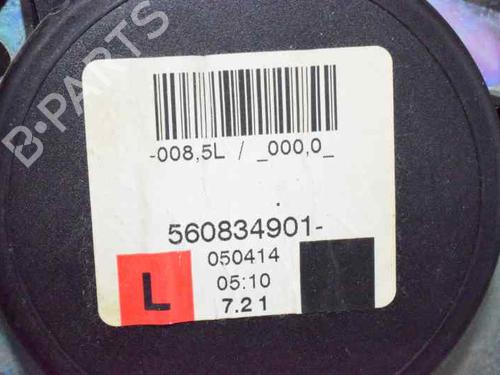 B-PARTS
-008,5L / _000,0_
560834901-
050414
L
05:10
7.21